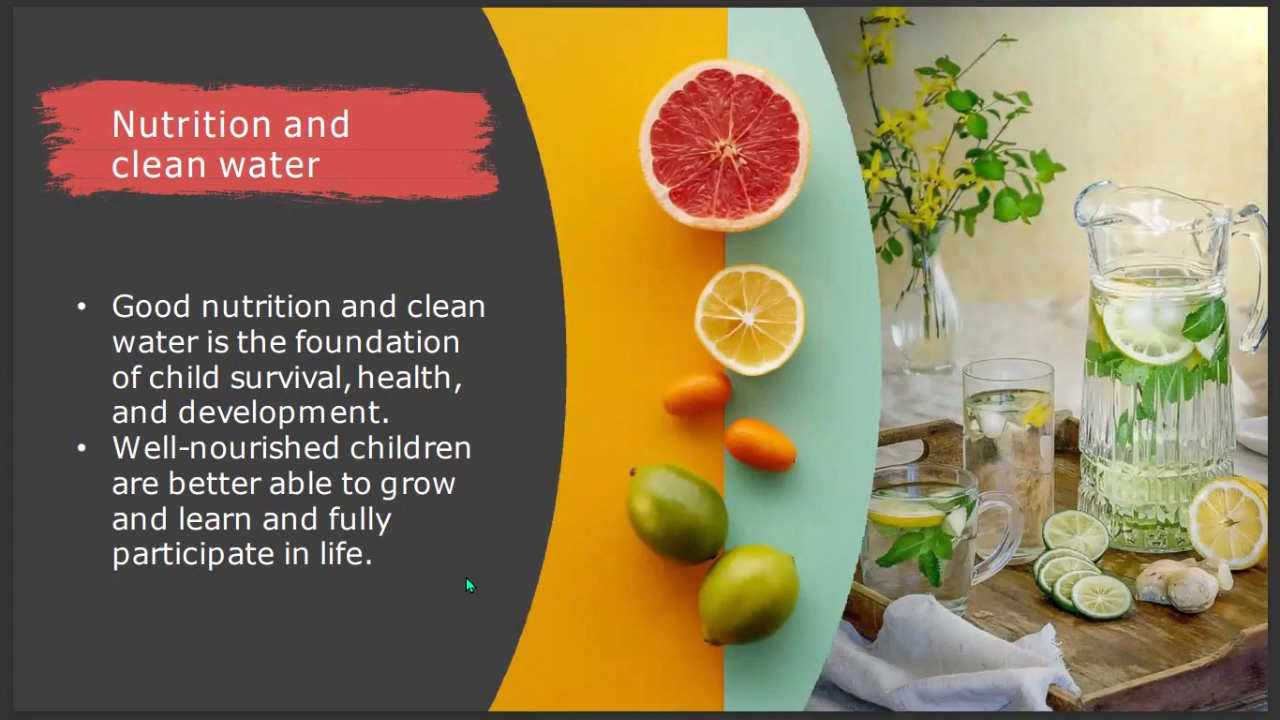 Nutrition and
clean water
• Good nutrition and clean
water is the foundation
of child survival, health,
and development.
• Well-nourished children
are better able to grow
and learn and fully
participate in life.